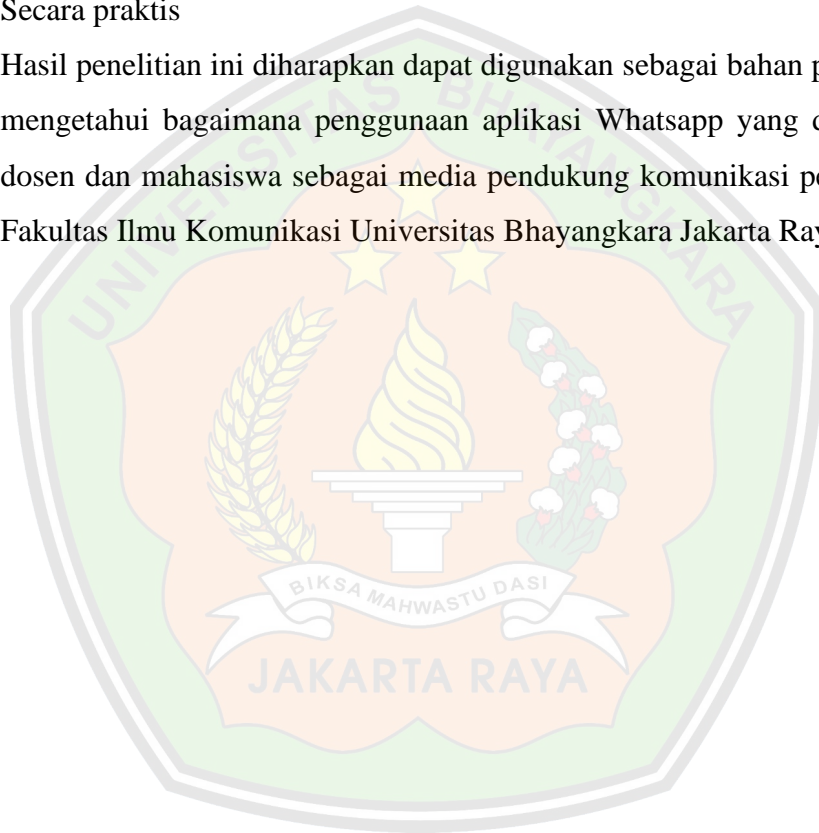 Secara praktis
Hasil penelitian ini diharapkan dapat digunakan sebagai bahan
mengetahui bagaimana penggunaan aplikasi Whatsapp yang
dosen dan mahasiswa sebagai media pendukung komunikasi
Fakultas Ilmu Komunikasi Universitas Bhayangkara Jakarta
UNIVERSITAS BHAYANGKARA
BIKSA MAHWASTU DASI
JAKARTA RAYA